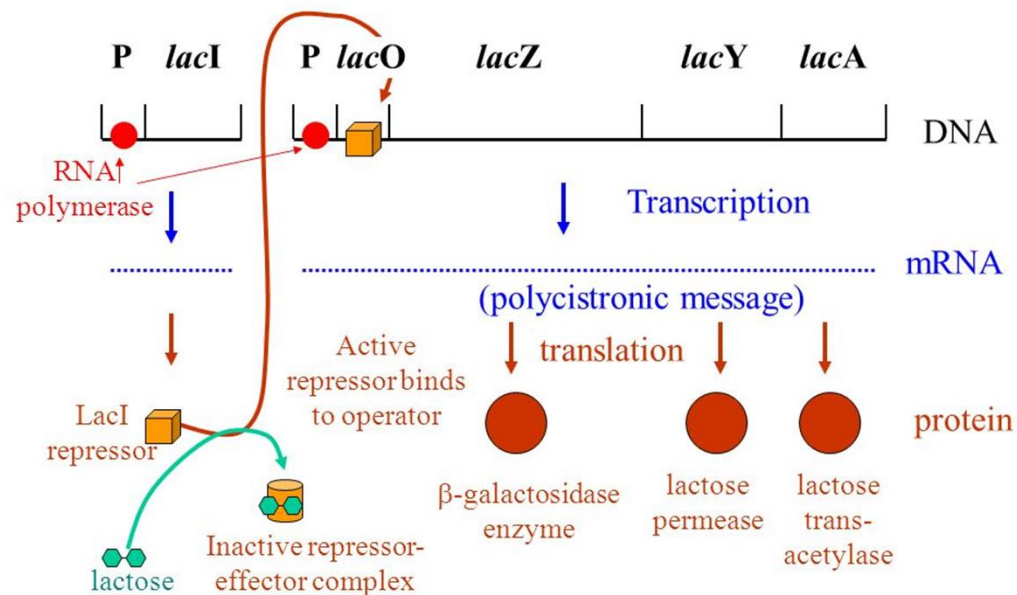 P lacI P lacO lacZ lacY lacA
DNA
RNA
polymerase
Transcription
mRNA
(polycistronic message)
translation
Active
repressor binds
to operator
LacI
repressor
protein
β-galactosidase
enzyme
lactose
permease
lactose
trans-
acetylase
Inactive repressor-
effector complex
lactose